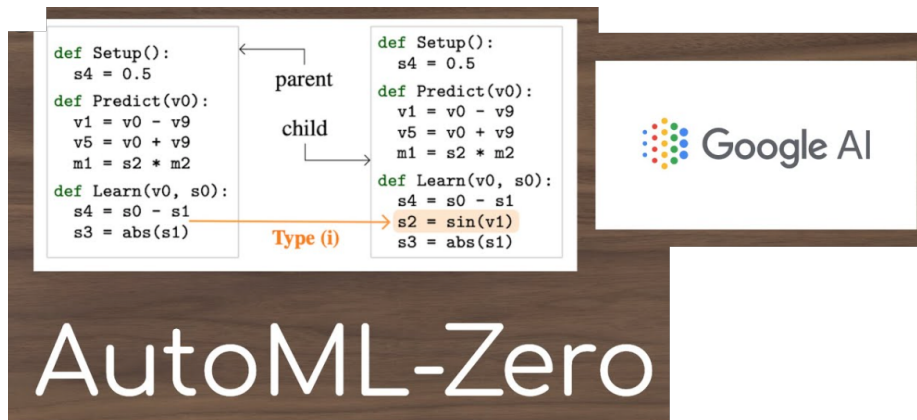 def Setup():
s4 = 0.5
def Predict(v0):
v1 = v0 - v9
v5 = v0 + v9
m1 = s2 * m2
def Learn(v0, s0):
s4 = s0 - s1
s3 = abs(s1)
parent
child
Type (i)
def Setup():
s4 = 0.5
def Predict(v0):
v1 = v0 - v9
v5 = v0 + v9
m1 = s2 * m2
def Learn(v0, s0):
s4 = s0 - s1
s2 = sin(v1)
s3 = abs(s1)
Google AI
AutoML-Zero